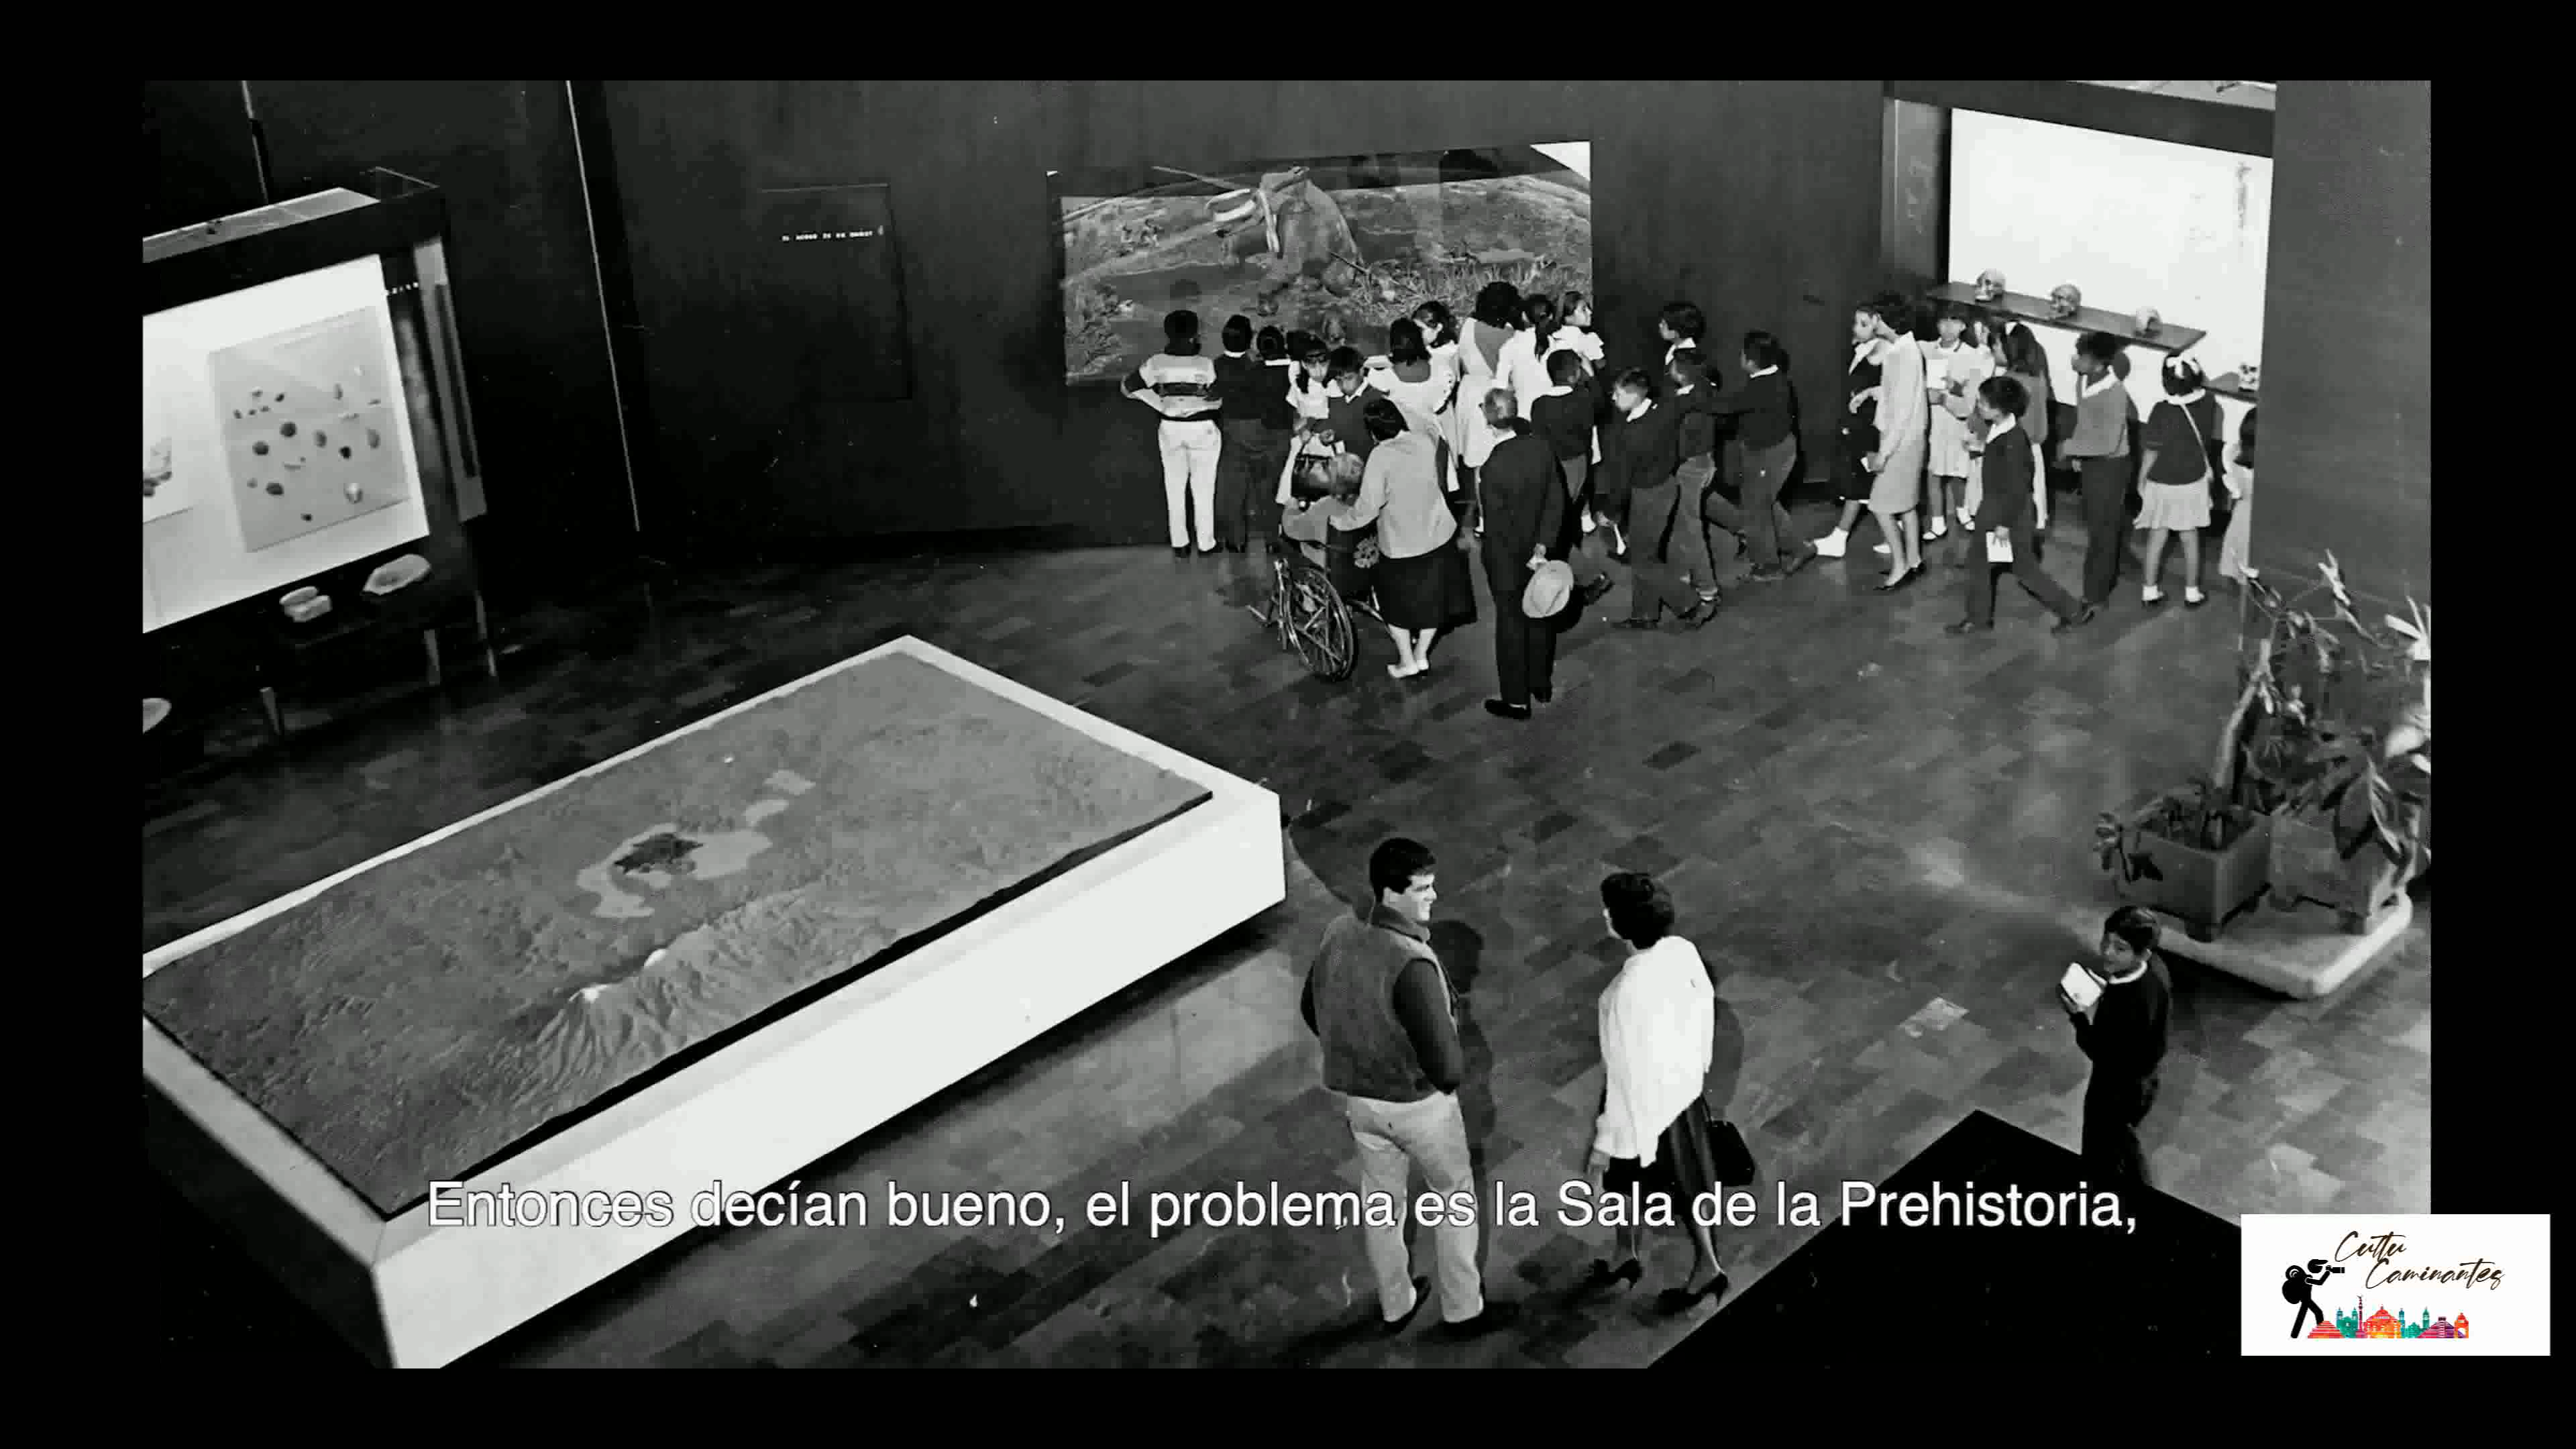 Entonces decían bueno, el problema es la Sala de la Prehistoria,
Cultu
Caminantes